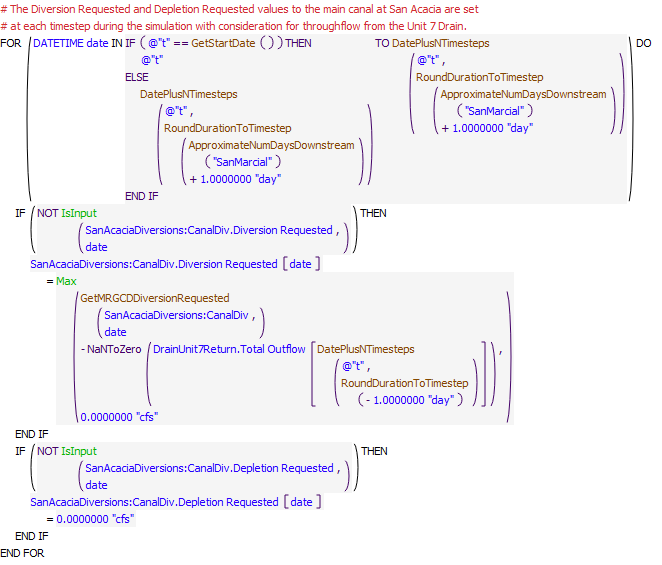 # The Diversion Requested and Depletion Requested values to the main canal at San Acacia are set
# at each timestep during the simulation with consideration for throughflow from the Unit 7 Drain.
FOR ( DATETIME date IN IF ( @"t" == GetStartDate ( ) ) THEN TO DatePlusNTimesteps ) DO
@"t" ( @"t" ,
ELSE RoundDurationToTimestep
DatePlusNTimesteps ( ApproximateNumDaysDownstream
( @"t" , ( "SanMarcial" )
RoundDurationToTimestep + 1.0000000 "day" ) )
( ApproximateNumDaysDownstream
( "SanMarcial" )
+ 1.0000000 "day" ) )
END IF
IF ( NOT IsInput ) THEN
( SanAcaciaDiversions:CanalDiv.Diversion Requested ,
date )
SanAcaciaDiversions:CanalDiv.Diversion Requested [ date ]
= Max
( GetMRGCDDiversionRequested
( SanAcaciaDiversions:CanalDiv ,
date )
- NaNToZero ( DrainUnit7Return.Total Outflow [ DatePlusNTimesteps ] ) ,
( @"t" ,
RoundDurationToTimestep
( - 1.0000000 "day" ) )
0.0000000 "cfs" )
END IF
IF ( NOT IsInput ) THEN
( SanAcaciaDiversions:CanalDiv.Depletion Requested ,
date )
SanAcaciaDiversions:CanalDiv.Depletion Requested [ date ]
= 0.0000000 "cfs"
END IF
END FOR